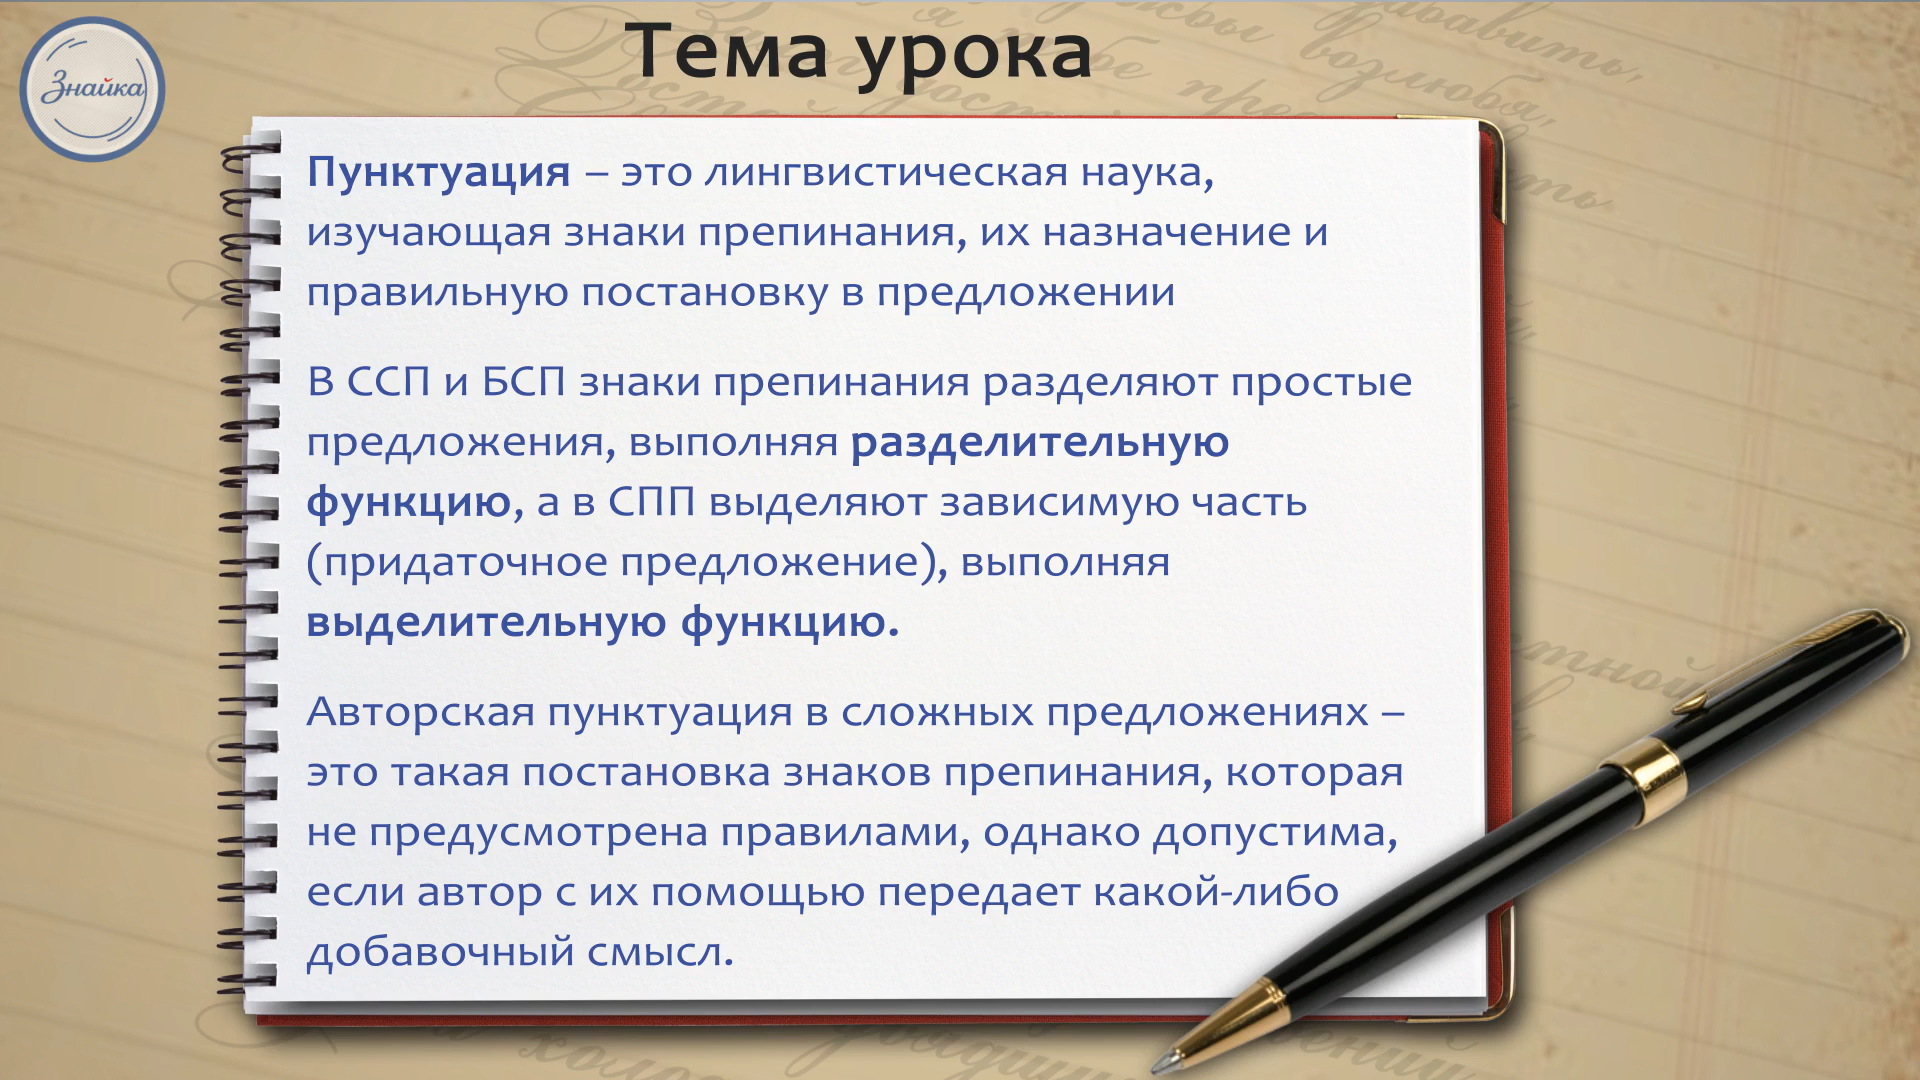 Тема урока
Знайка
Пунктуация – это лингвистическая наука,
изучающая знаки препинания, их назначение и
правильную постановку в предложении
В ССП и БСП знаки препинания разделяют простые
предложения, выполняя разделительную
функцию, а в СПП выделяют зависимую часть
(придаточное предложение), выполняя
выделительную функцию.
Авторская пунктуация в сложных предложениях –
это такая постановка знаков препинания, которая
не предусмотрена правилами, однако допустима,
если автор с их помощью передает какой-либо
добавочный смысл.